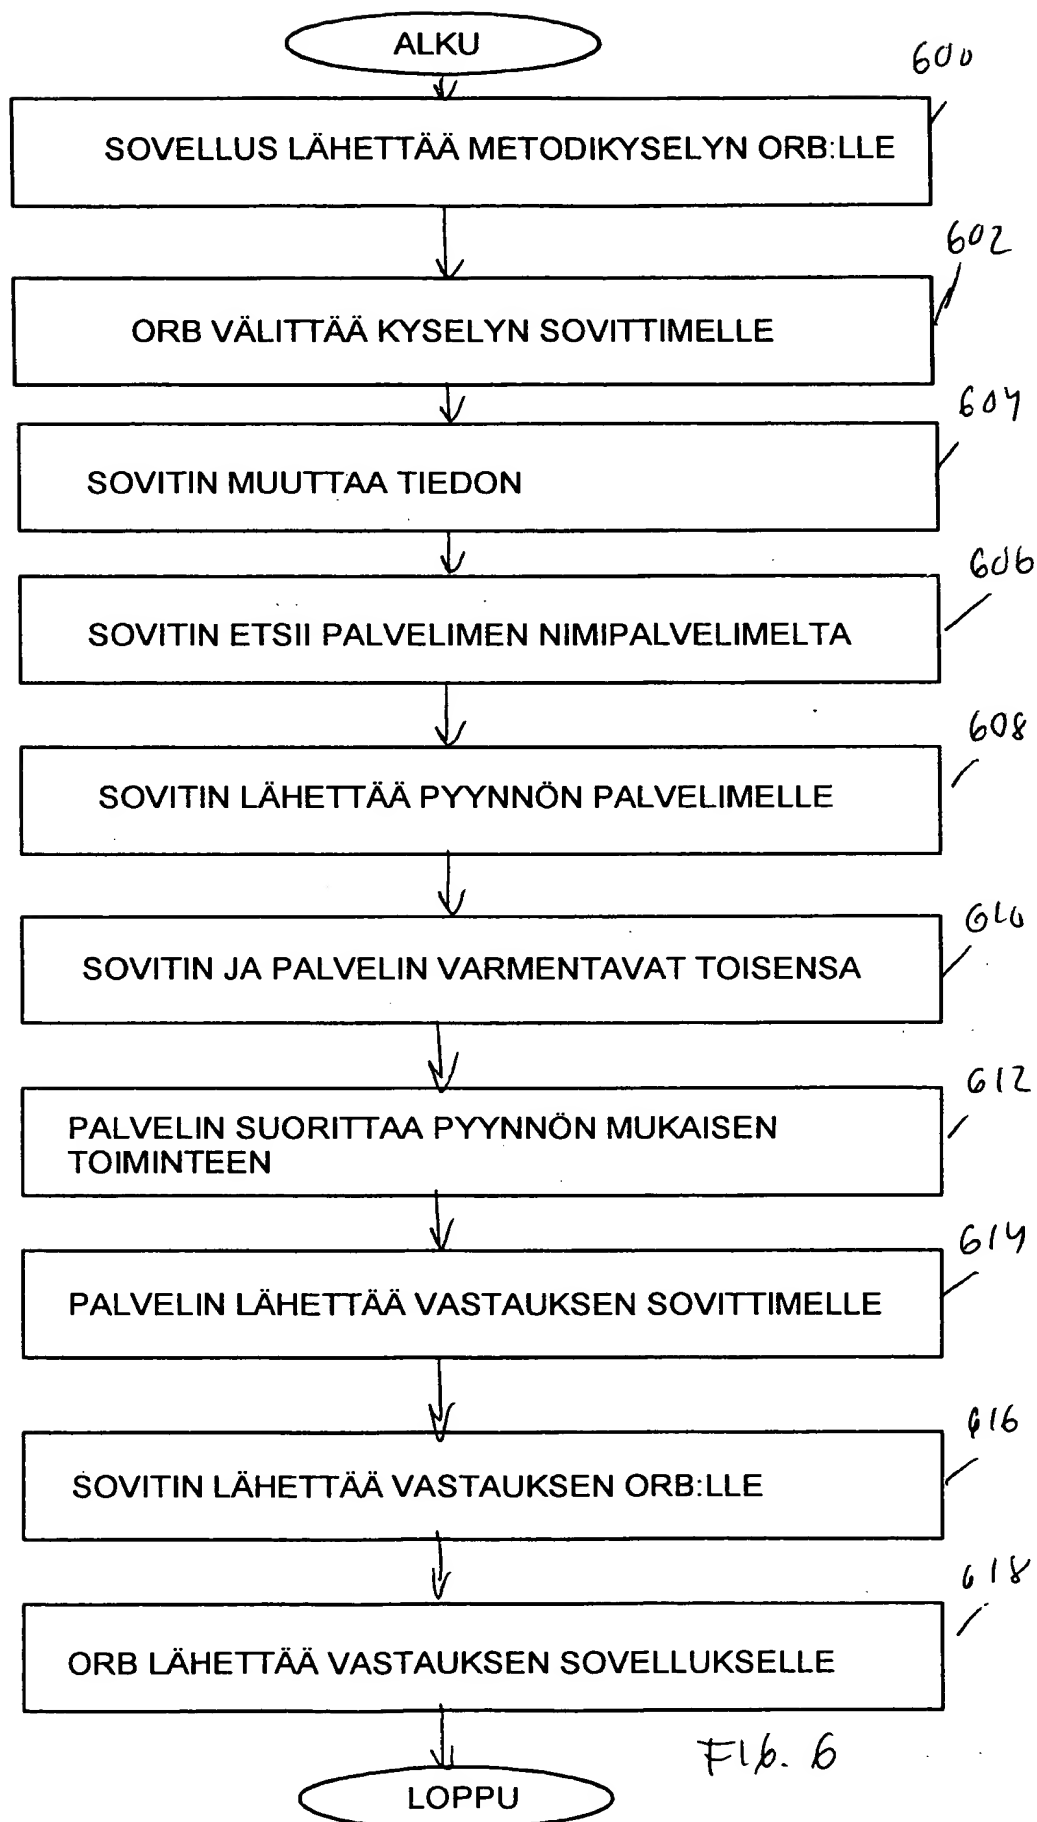 ALKU
600
SOVELLUS LÄHETTÄÄ METODIKYSELYN ORB:LLE
602
ORB VÄLITTÄÄ KYSELYN SOVITTIMELLE
604
SOVITIN MUUTTAA TIEDON
606
SOVITIN ETSII PALVELIMEN NIMIPALVELIMELTA
608
SOVITIN LÄHETTÄÄ PYYNNÖN PALVELIMELLE
610
SOVITIN JA PALVELIN VARMENTAVAT TOISENSA
612
PALVELIN SUORITTAA PYYNNÖN MUKAISEN
TOIMINTEEN
614
PALVELIN LÄHETTÄÄ VASTAUKSEN SOVITTIMELLE
616
SOVITIN LÄHETTÄÄ VASTAUKSEN ORB:LLE
618
ORB LÄHETTÄÄ VASTAUKSEN SOVELLUKSELLE
FIG. 6
LOPPU